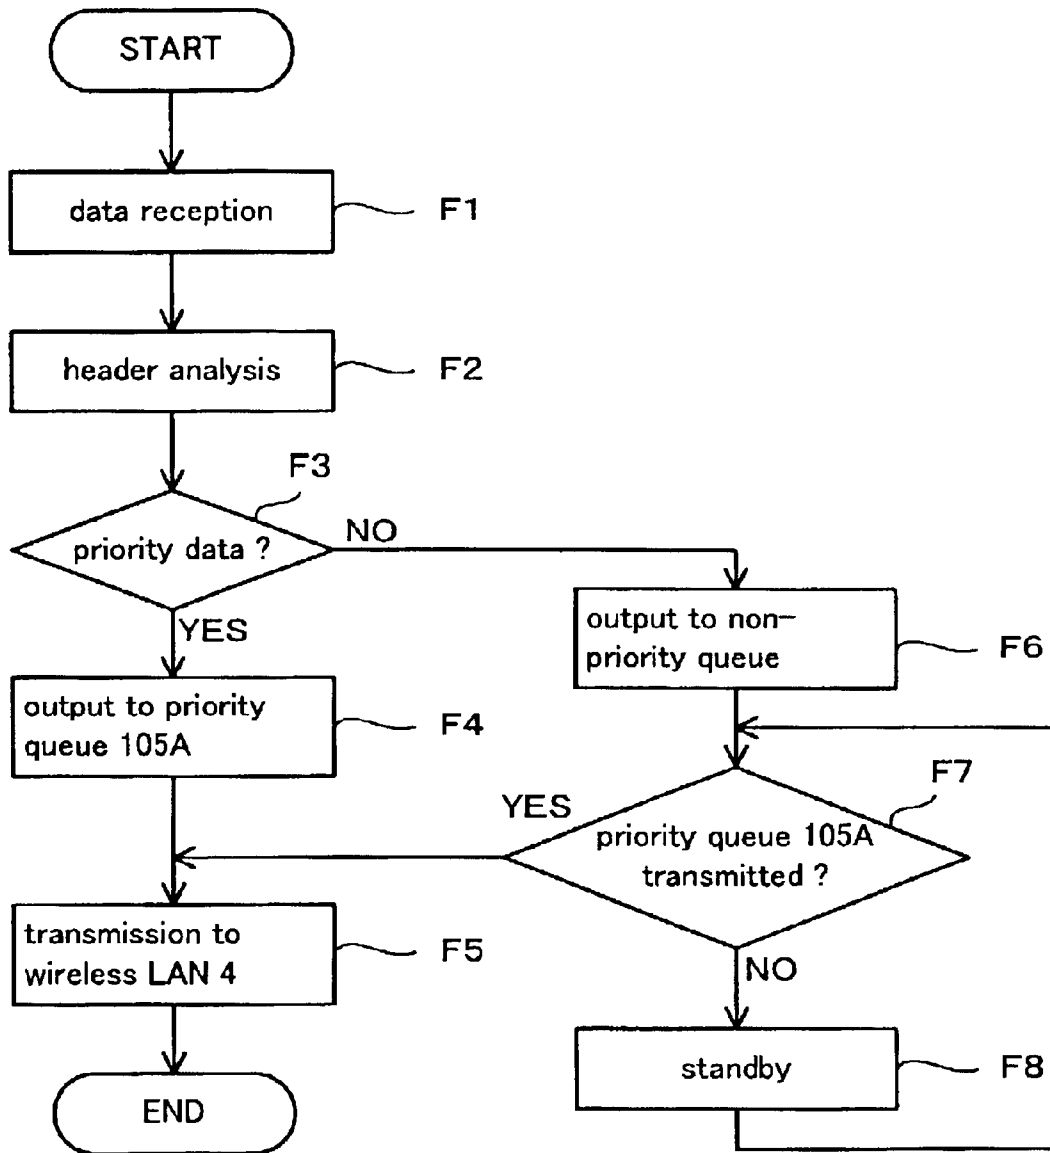 START
data reception
F1
header analysis
F2
F3
priority data ?
NO
YES
output to non-
priority queue
F6
output to priority
queue 105A
F4
F7
YES
priority queue 105A
transmitted ?
transmission to
wireless LAN 4
F5
NO
standby
F8
END